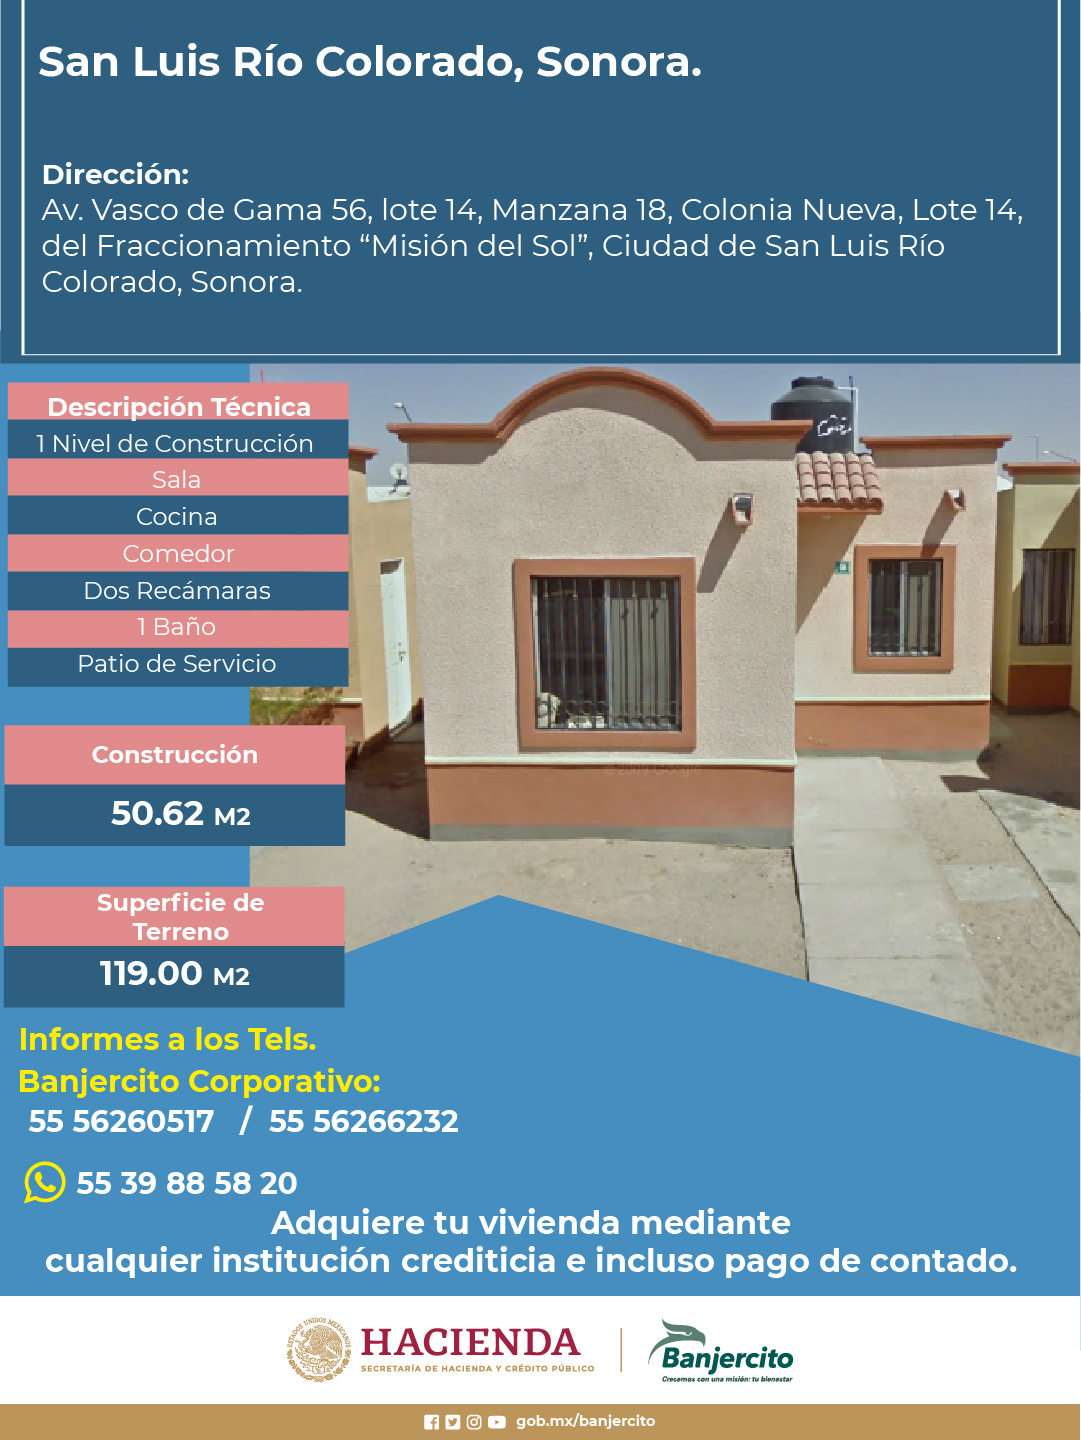 San Luis Río Colorado, Sonora.
Dirección:
Av. Vasco de Gama 56, lote 14, Manzana 18, Colonia Nueva, Lote 14,
del Fraccionamiento “Misión del Sol”, Ciudad de San Luis Río
Colorado, Sonora.
Descripción Técnica
1 Nivel de Construcción
Sala
Cocina
Comedor
Dos Recámaras
1 Baño
Patio de Servicio
Construcción
50.62 M2
Superficie de
Terreno
119.00 M2
© 2009 Google
Informes a los Tels.
Banjercito Corporativo:
55 56260517 / 55 56266232
55 39 88 58 20
Adquiere tu vivienda mediante
cualquier institución crediticia e incluso pago de contado.
ESTADOS UNIDOS MEXICANOS
HACIENDA
SECRETARÍA DE HACIENDA Y CRÉDITO PÚBLICO
Banjercito
Crecemos con una misión: tu bienestar
gob.mx/banjercito